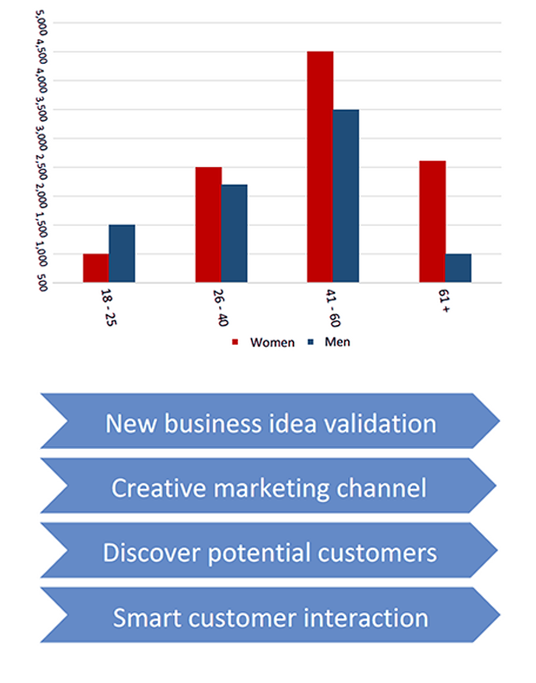 5,000
4,500
4,000
3,500
3,000
2,500
2,000
1,500
1,000
500
18 - 25
26 - 40
41 - 60
61 +
Women Men
New business idea validation
Creative marketing channel
Discover potential customers
Smart customer interaction